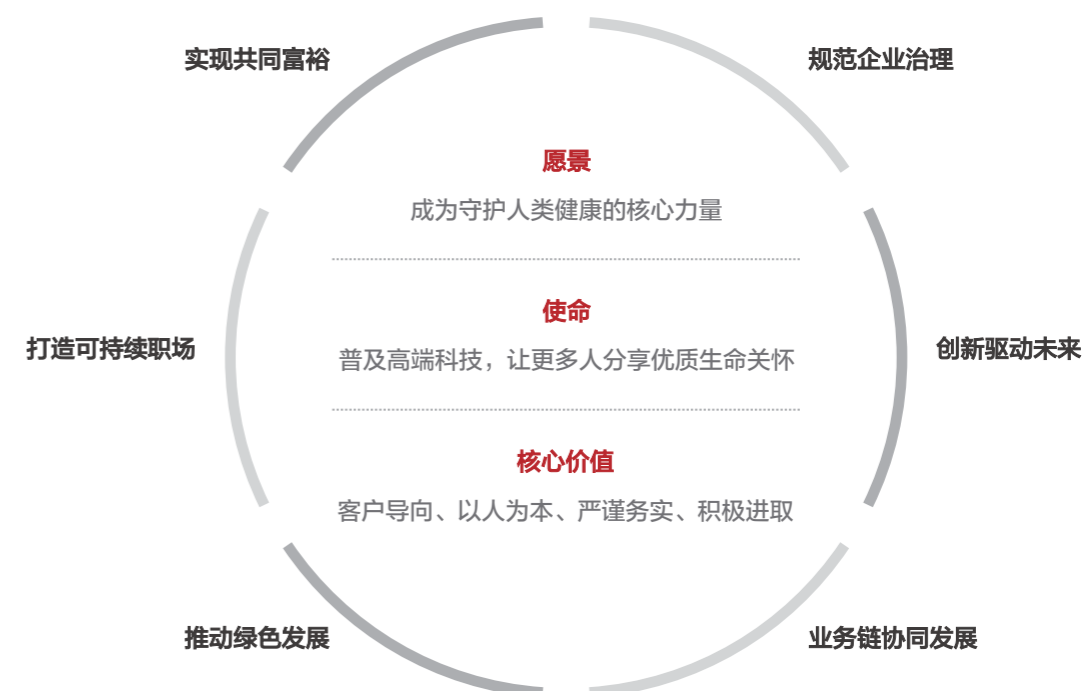 实现共同富裕
规范企业治理
愿景
成为守护人类健康的核心力量
使命
打造可持续职场
创新驱动未来
普及高端科技，让更多人分享优质生命关怀
核心价值
客户导向、以人为本、严谨务实、积极进取
推动绿色发展
业务链协同发展